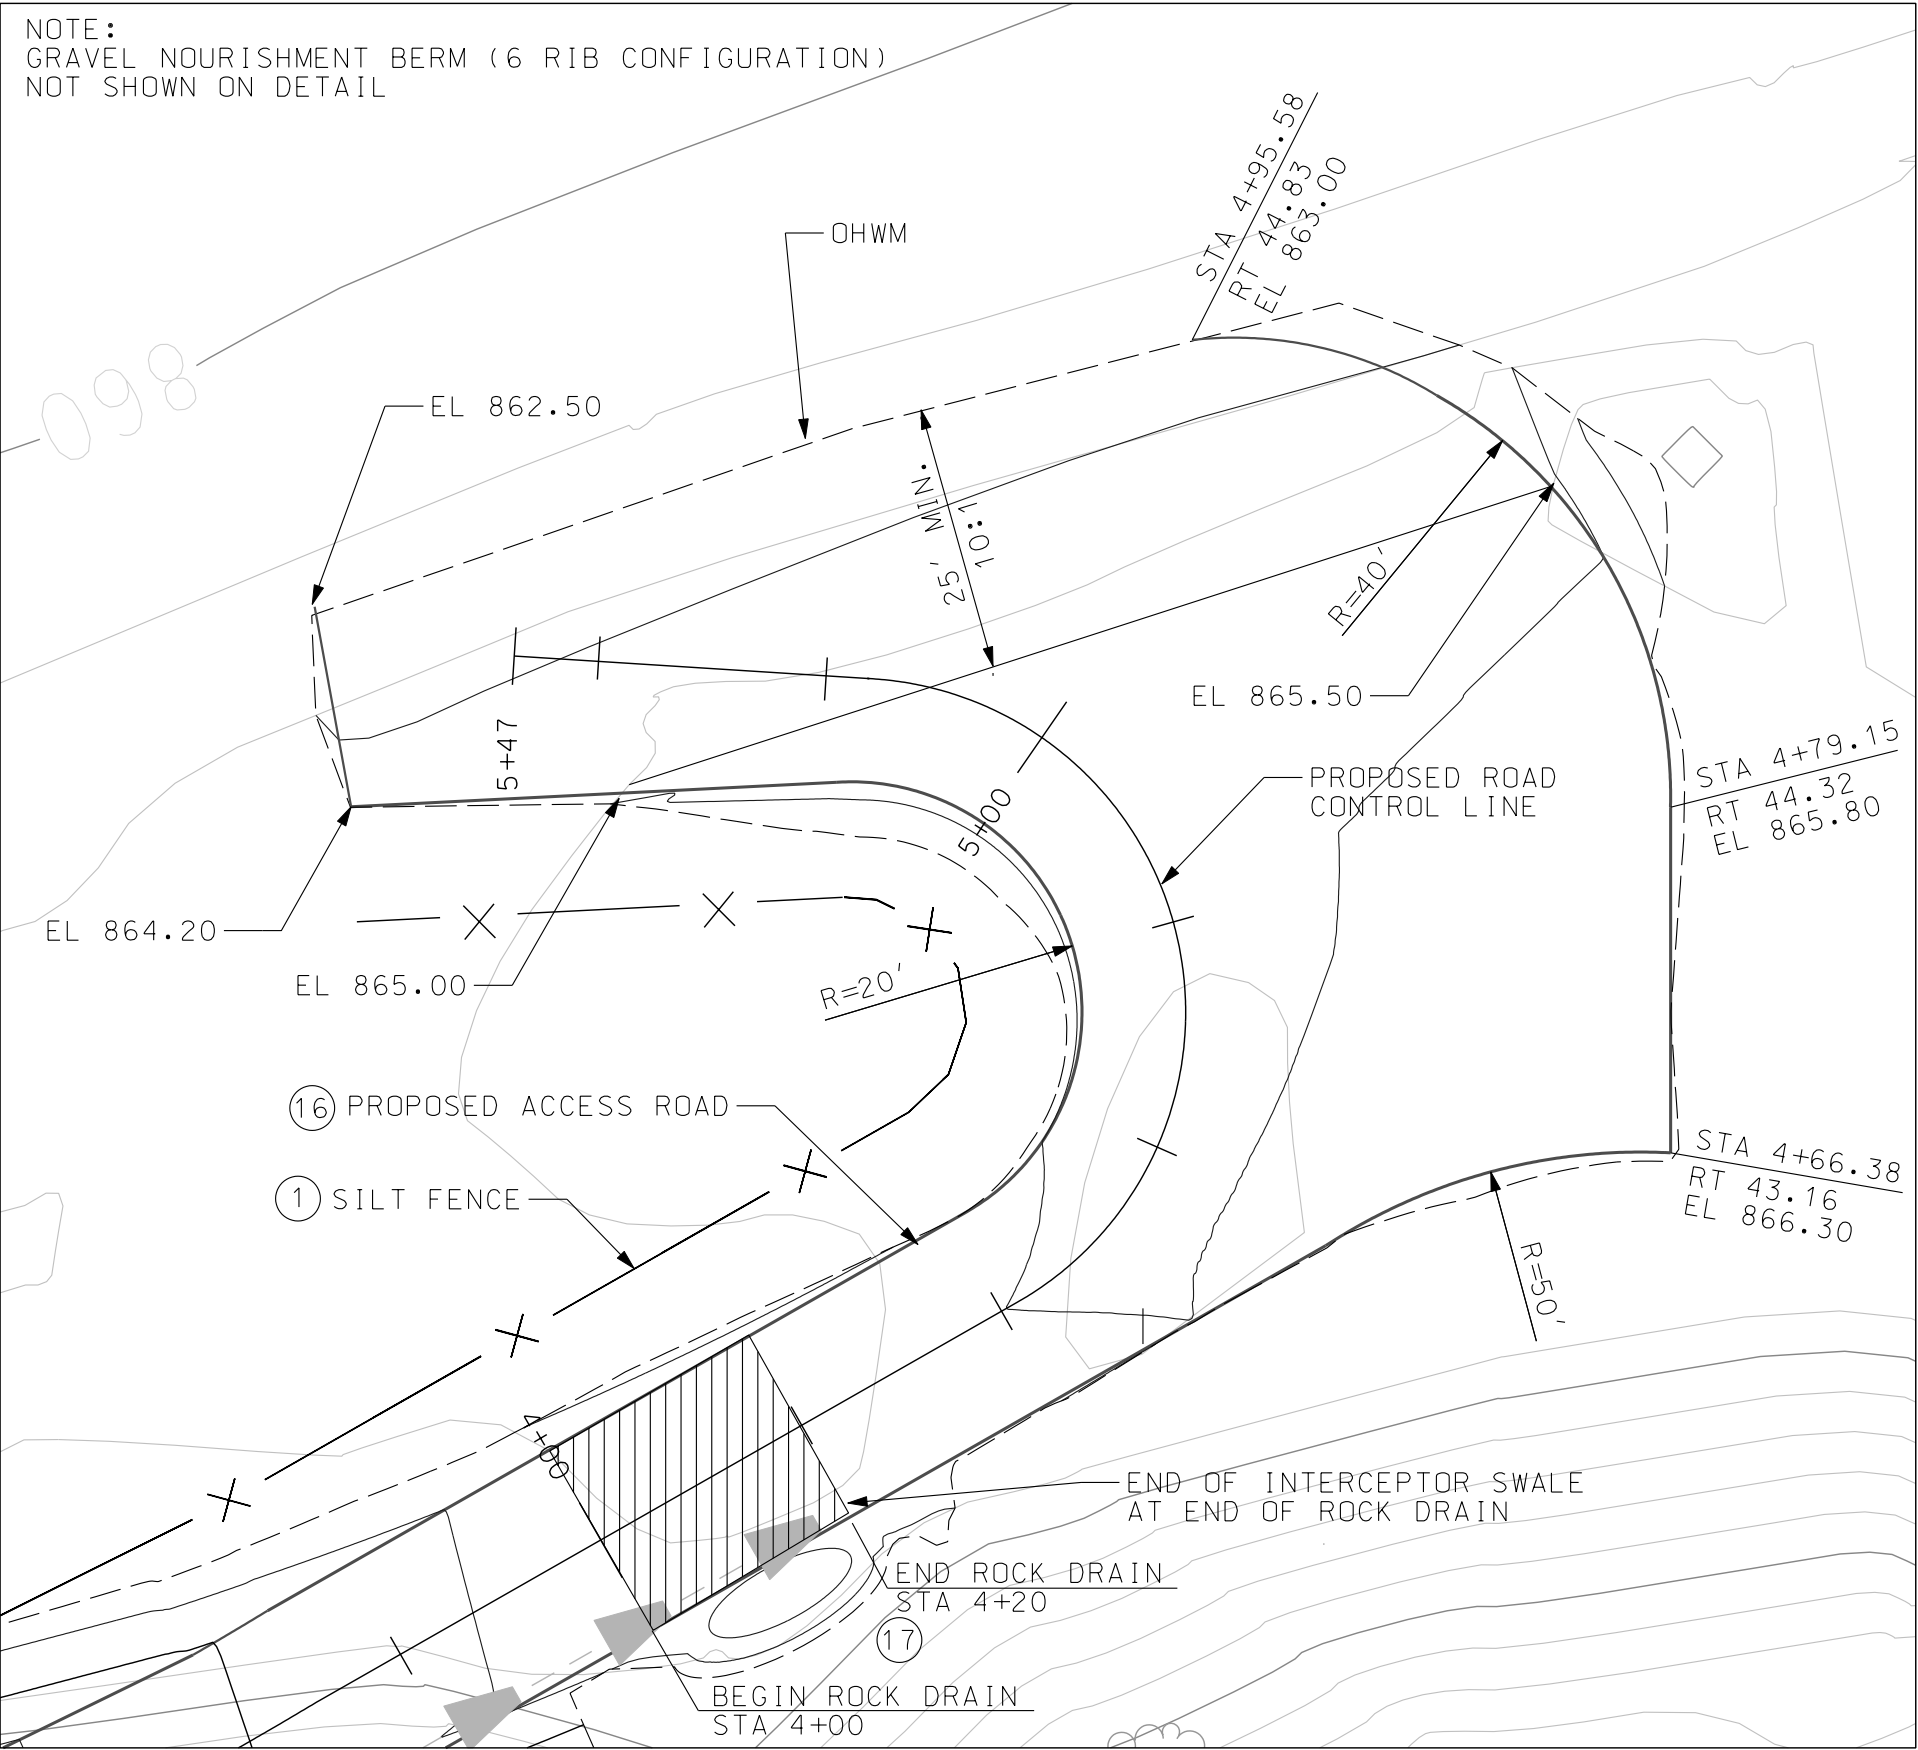 NOTE:
GRAVEL NOURISHMENT BERM (6 RIB CONFIGURATION)
NOT SHOWN ON DETAIL
STA 4+95.58
RT 44.83
EL 863.00
OHWM
860
EL 862.50
25' MIN.
10:1
R=40'
EL 865.50
5+47
STA 4+79.15
RT 44.32
EL 865.80
PROPOSED ROAD
CONTROL LINE
5+00
EL 864.20
EL 865.00
R=20'
16 PROPOSED ACCESS ROAD
STA 4+66.38
RT 43.16
EL 866.30
1 SILT FENCE
R=50'
4+00
END OF INTERCEPTOR SWALE
AT END OF ROCK DRAIN
END ROCK DRAIN
STA 4+20
17
BEGIN ROCK DRAIN
STA 4+00